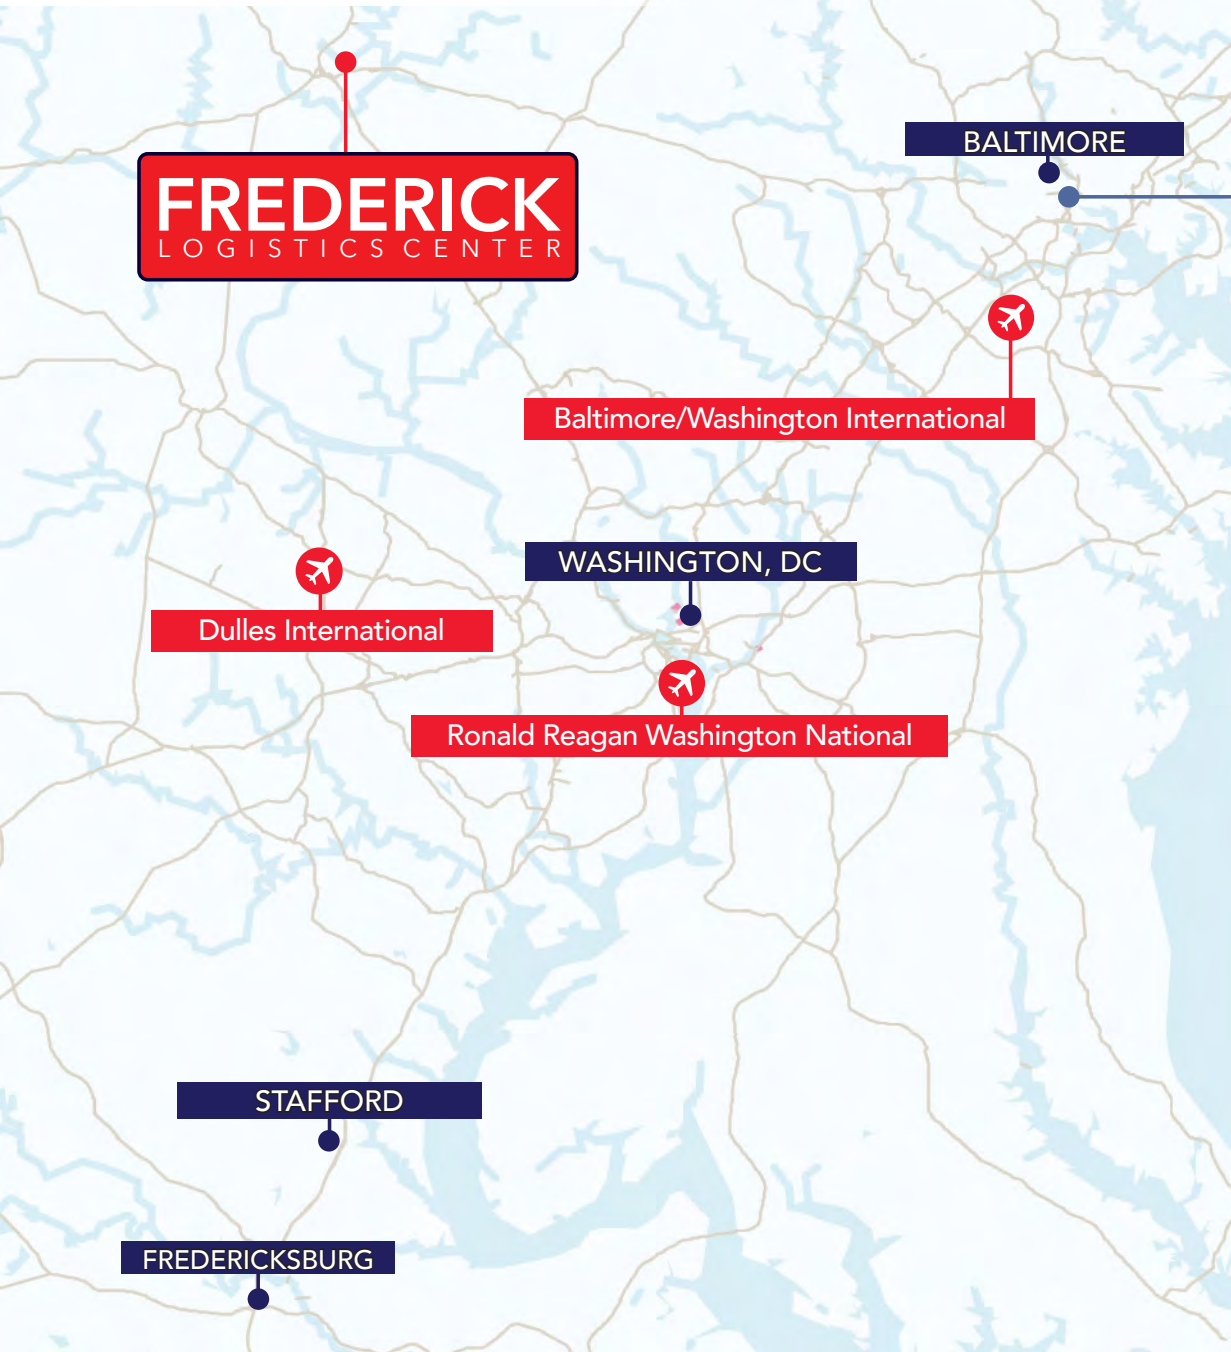 BALTIMORE
FREDERICK
LOGISTICS CENTER
Baltimore/Washington International
WASHINGTON, DC
Dulles International
Ronald Reagan Washington National
STAFFORD
FREDERICKSBURG